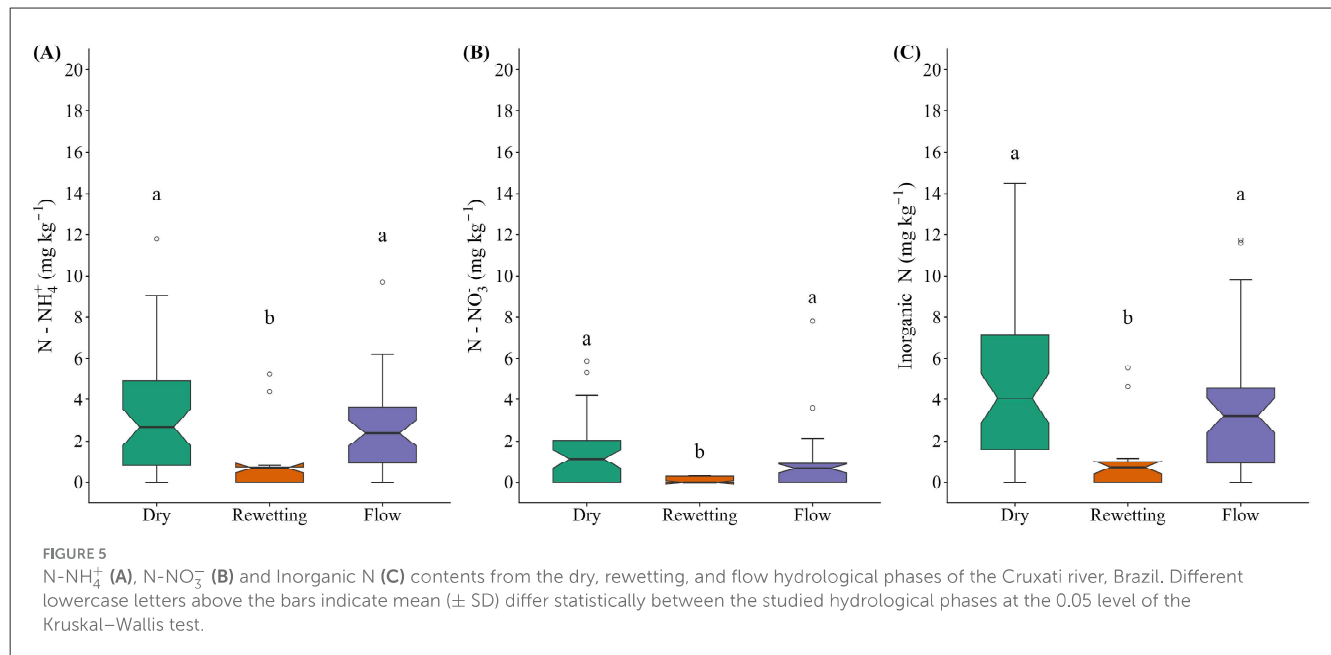 (A)
20
18
16
14
12
10
8
6
4
2
0
N - NH₄⁺ (mg kg⁻¹)
a
b
a
Dry Rewetting Flow
(B)
20
18
16
14
12
10
8
6
4
2
0
N - NO₃⁻ (mg kg⁻¹)
a
b
a
Dry Rewetting Flow
(C)
20
18
16
14
12
10
8
6
4
2
0
Inorganic N (mg kg⁻¹)
a
b
a
Dry Rewetting Flow
FIGURE 5
N-NH₄⁺ (A), N-NO₃⁻ (B) and Inorganic N (C) contents from the dry, rewetting, and flow hydrological phases of the Cruxati river, Brazil. Different
lowercase letters above the bars indicate mean (± SD) differ statistically between the studied hydrological phases at the 0.05 level of the
Kruskal–Wallis test.